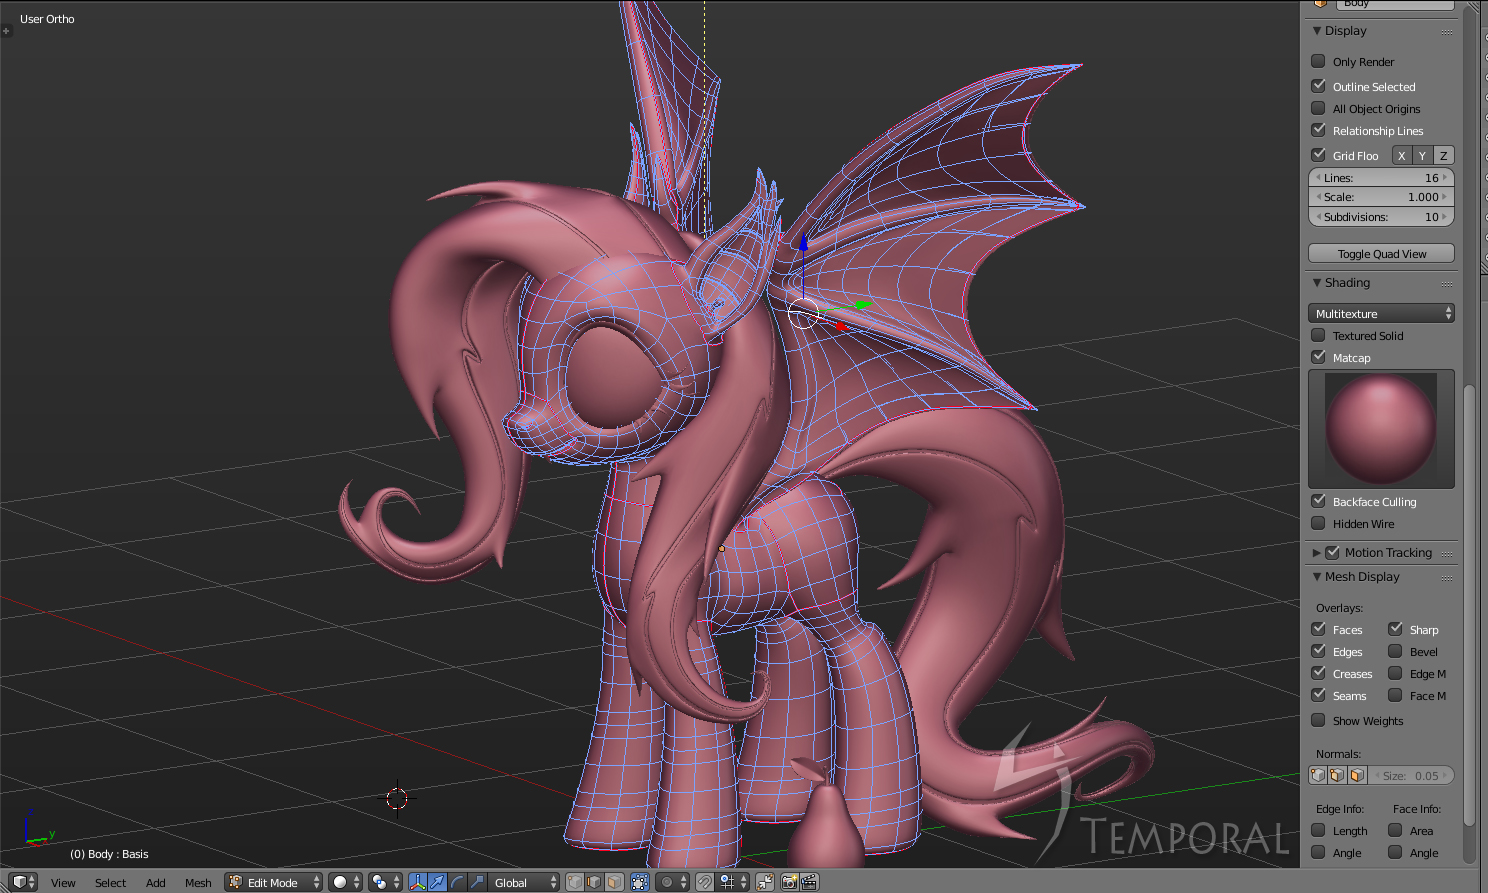 User Ortho
Body
Display
Only Render
Outline Selected
All Object Origins
Relationship Lines
Grid Floo X Y Z
Lines: 16
Scale: 1.000
Subdivisions: 10
Toggle Quad View
Shading
Multitexture
Textured Solid
Matcap
Backface Culling
Hidden Wire
Motion Tracking
Mesh Display
Overlays:
Faces Sharp
Edges Bevel
Creases Edge M
Seams Face M
Show Weights
Normals:
Size: 0.05
Edge Info: Face Info:
Length Area
Angle Angle
TEMPORAL
y
(0) Body : Basis
View Select Add Mesh Edit Mode Global